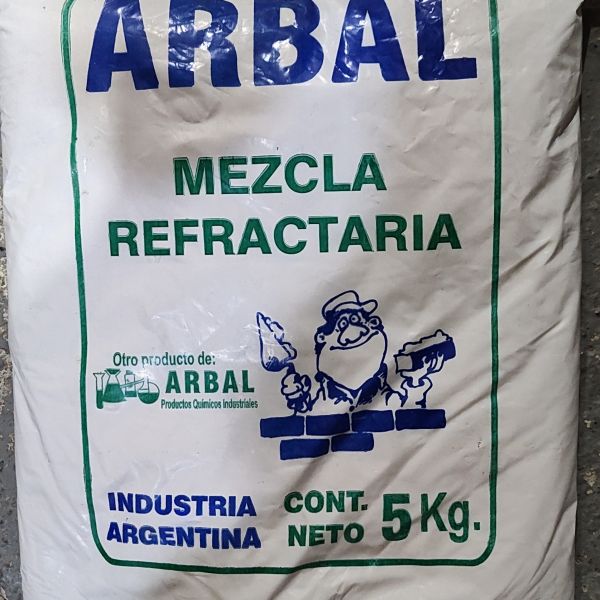 ARBAL
MEZCLA
REFRACTARIA
Otro producto de:
ARBAL
Productos Químicos industriales
INDUSTRIA
ARGENTINA
CONT.
NETO
5 Kg.